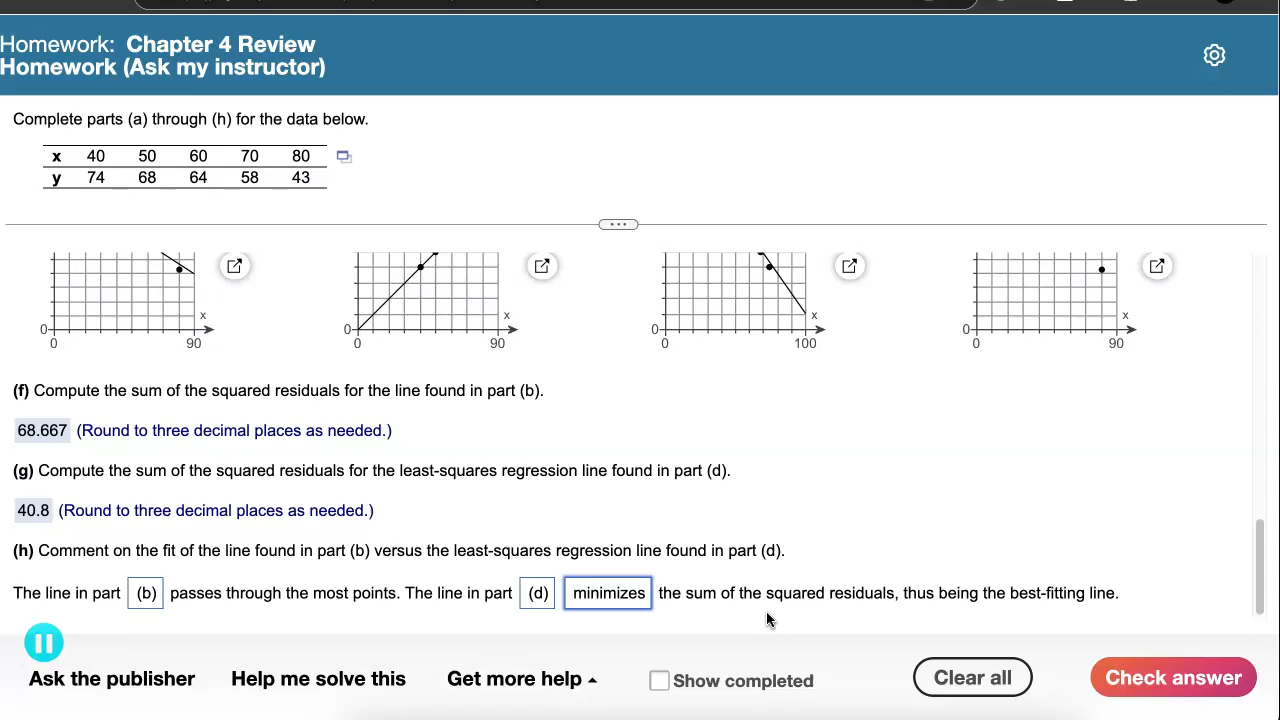 Homework: Chapter 4 Review
Homework (Ask my instructor)
Complete parts (a) through (h) for the data below.
x 40 50 60 70 80
y 74 68 64 58 43
x x x x
0 0 0 0
0 90 0 90 0 100 0 90
(f) Compute the sum of the squared residuals for the line found in part (b).
68.667 (Round to three decimal places as needed.)
(g) Compute the sum of the squared residuals for the least-squares regression line found in part (d).
40.8 (Round to three decimal places as needed.)
(h) Comment on the fit of the line found in part (b) versus the least-squares regression line found in part (d).
The line in part (b) passes through the most points. The line in part (d) minimizes the sum of the squared residuals, thus being the best-fitting line.
Ask the publisher Help me solve this Get more help Show completed Clear all Check answer